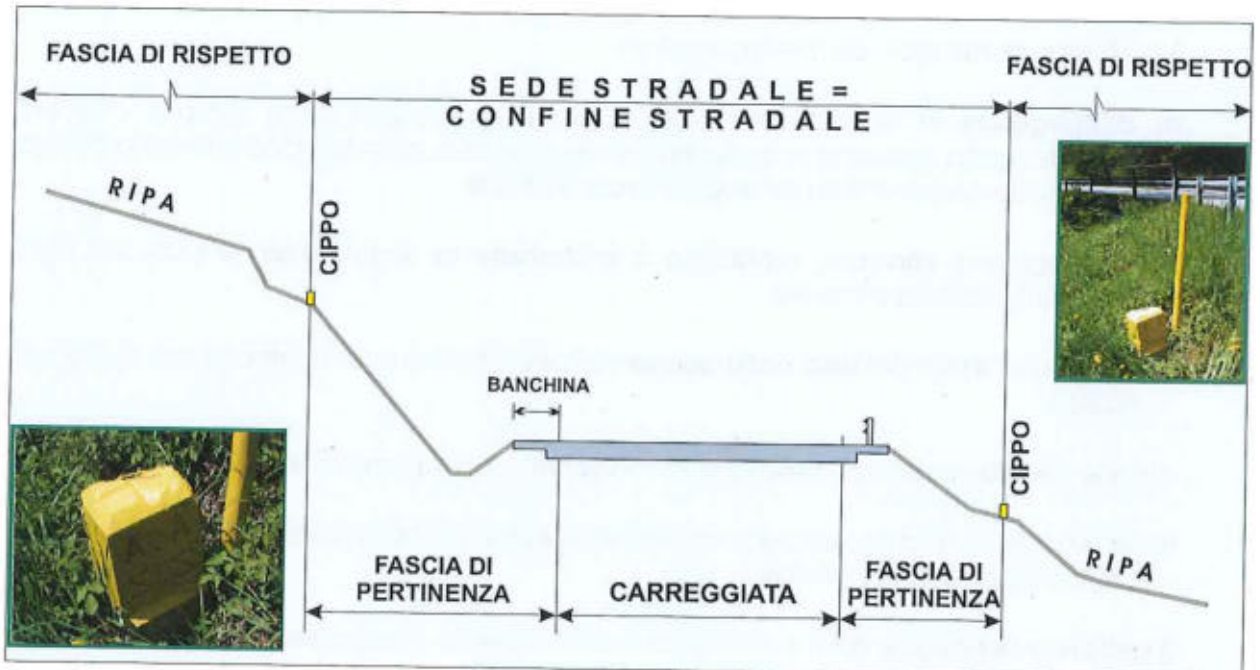 FASCIA DI RISPETTO
SEDE STRADALE =
CONFINE STRADALE
FASCIA DI RISPETTO
RIPA
CIPPO
BANCHINA
CIPPO
RIPA
FASCIA DI
PERTINENZA
CARREGGIATA
FASCIA DI
PERTINENZA